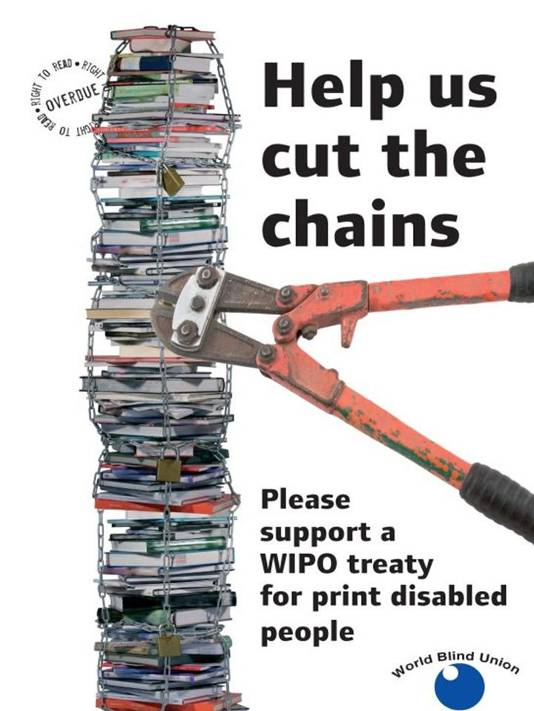 RIGHT TO READ • RIGHT TO READ • RIGHT
OVERDUE
Help us
cut the
chains
Please
support a
WIPO treaty
for print disabled
people
World Blind Union